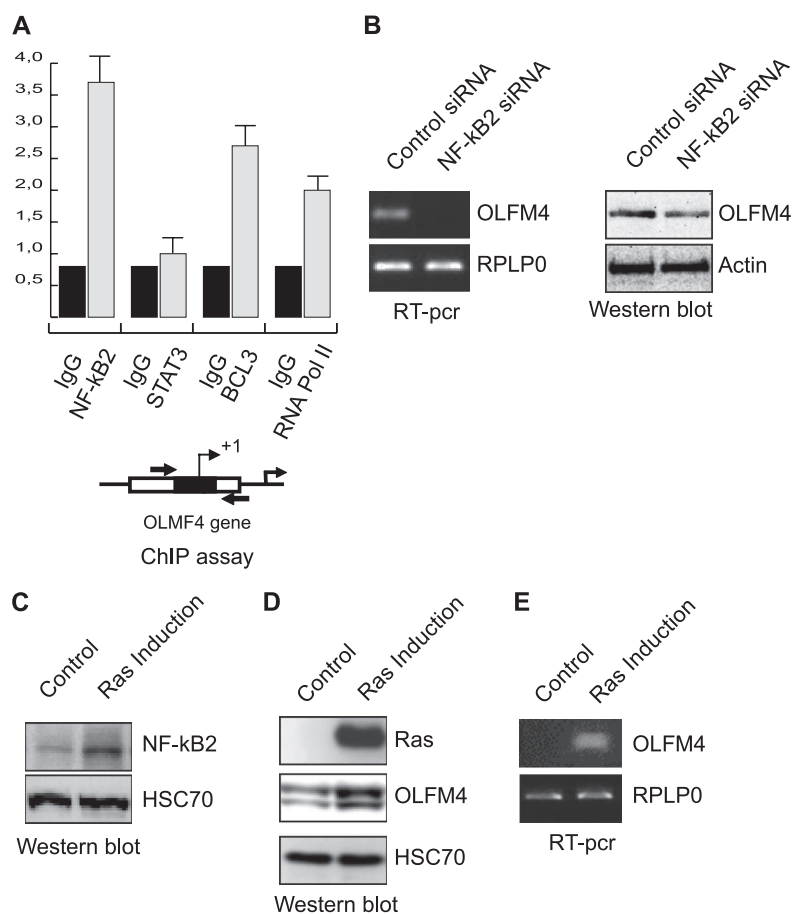 A
4,0
3,5
3,0
2,5
2,0
1,5
1,0
0,5
IgG
NF-kB2
IgG
STAT3
IgG
BCL3
IgG
RNA Pol II
+1
OLMF4 gene
ChIP assay
B
Control siRNA
NF-kB2 siRNA
OLFM4
RPLP0
RT-pcr
Control siRNA
NF-kB2 siRNA
OLFM4
Actin
Western blot
C
Control
Ras Induction
NF-kB2
HSC70
Western blot
D
Control
Ras Induction
Ras
OLFM4
HSC70
Western blot
E
Control
Ras Induction
OLFM4
RPLP0
RT-pcr